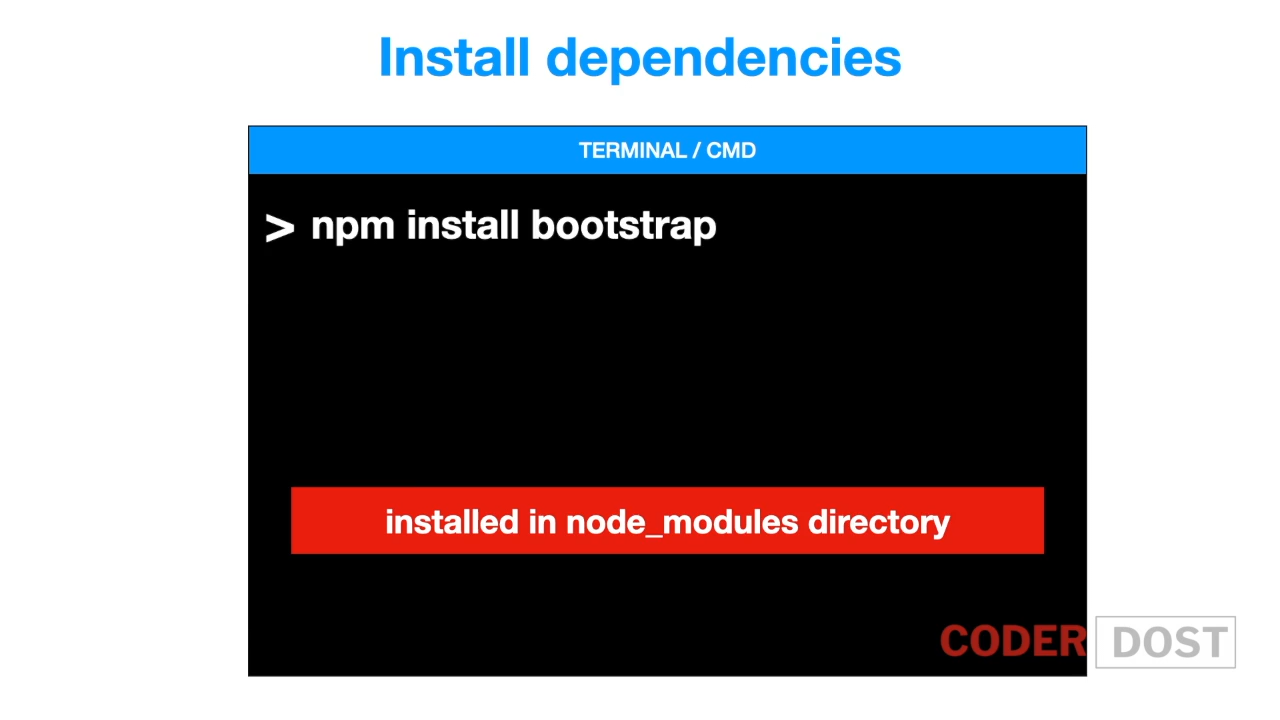 Install dependencies
TERMINAL / CMD
> npm install bootstrap
installed in node_modules directory
CODER DOST